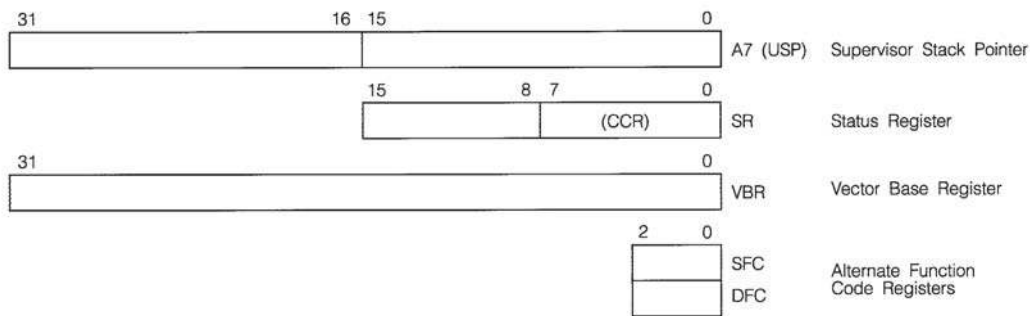 31 16 15 0
A7 (USP) Supervisor Stack Pointer
15 8 7 0
(CCR) SR Status Register
31 0
VBR Vector Base Register
2 0
SFC
Alternate Function
DFC
Code Registers